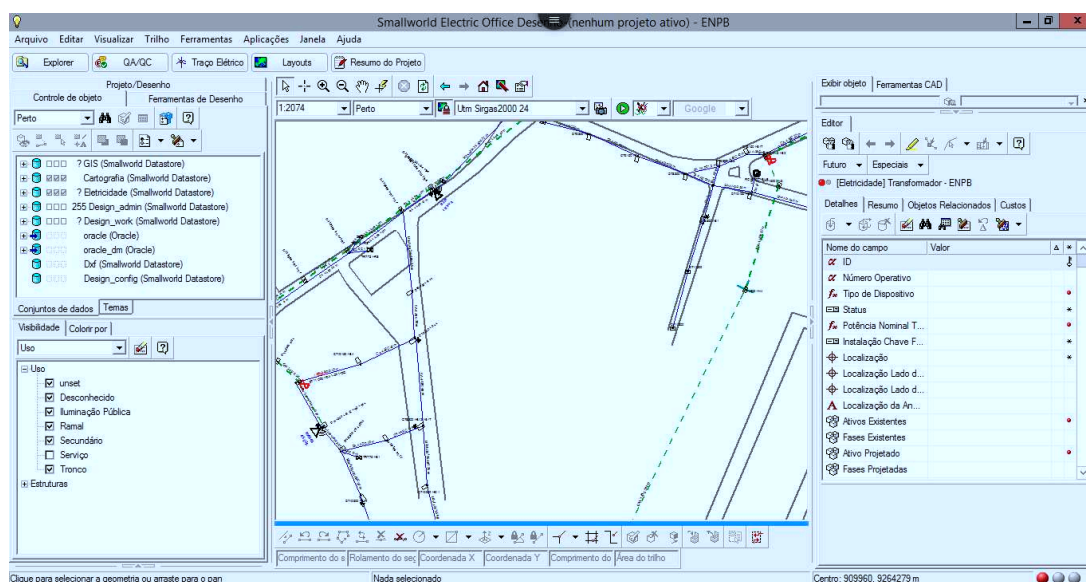 Smallworld Electric Office Dese (nenhum projeto ativo) - ENPB
Arquivo Editar Visualizar Trilho Ferramentas Aplicações Janela Ajuda
Explorer QA/QC Traço Elétrico Layouts Resumo do Projeto
Projeto/Desenho
Controle de objeto Ferramentas de Desenho
Perto
? GIS (Smallworld Datastore)
Cartografia (Smallworld Datastore)
? Eletricidade (Smallworld Datastore)
255 Design_admin (Smallworld Datastore)
? Design_work (Smallworld Datastore)
oracle (Oracle)
oracle_dm (Oracle)
Dxf (Smallworld Datastore)
Design_config (Smallworld Datastore)
Conjuntos de dados Temas
Visibilidade Colorir por
Uso
Uso
unset
Desconhecido
Iluminação Pública
Ramal
Secundário
Serviço
Tronco
Estruturas
1:2074 Perto Utm Sirgas2000 24 Google
Comprimento do s Rolamento do seg Coordenada X Coordenada Y Comprimento do Área do trilho
Exibir objeto Ferramentas CAD
Editor
Futuro Especiais
[Eletricidade] Transformador - ENPB
Detalhes Resumo Objetos Relacionados Custos
Nome do campo Valor
ID
Número Operativo
Tipo de Dispositivo
Status
Potência Nominal T...
Instalação Chave F...
Localização
Localização Lado d...
Localização Lado d...
Localização da An...
Ativos Existentes
Fases Existentes
Ativo Projetado
Fases Projetadas
Clique para selecionar a geometria ou arraste para o pan Nada selecionado Centro: 909960, 9264279 m